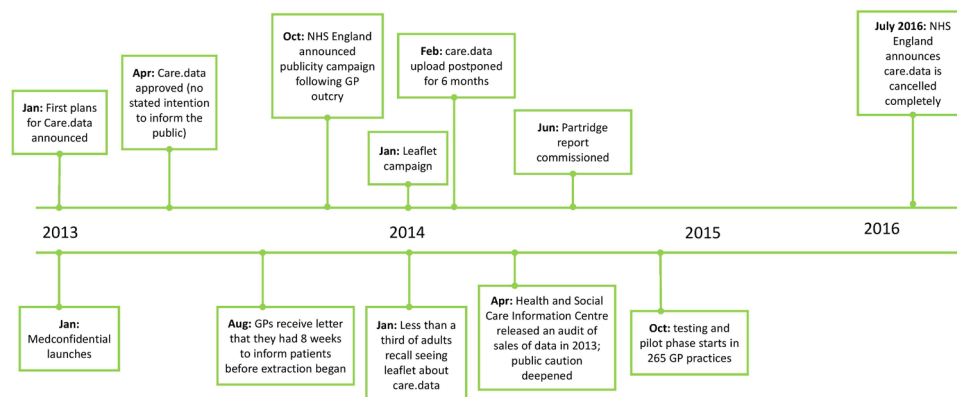 Jan: First plans
for Care.data
announced
Apr: Care.data
approved (no
stated intention
to inform the
public)
Oct: NHS England
announced
publicity campaign
following GP
outcry
Jan: Leaflet
campaign
Feb: care.data
upload postponed
for 6 months
Jun: Partridge
report
commissioned
July 2016: NHS
England
announces
care.data is
cancelled
completely
2013
2014
2015
2016
Jan:
Medconfidential
launches
Aug: GPs receive letter
that they had 8 weeks
to inform patients
before extraction began
Jan: Less than a
third of adults
recall seeing
leaflet about
care.data
Apr: Health and Social
Care Information Centre
released an audit of
sales of data in 2013;
public caution
deepened
Oct: testing and
pilot phase starts in
265 GP practices